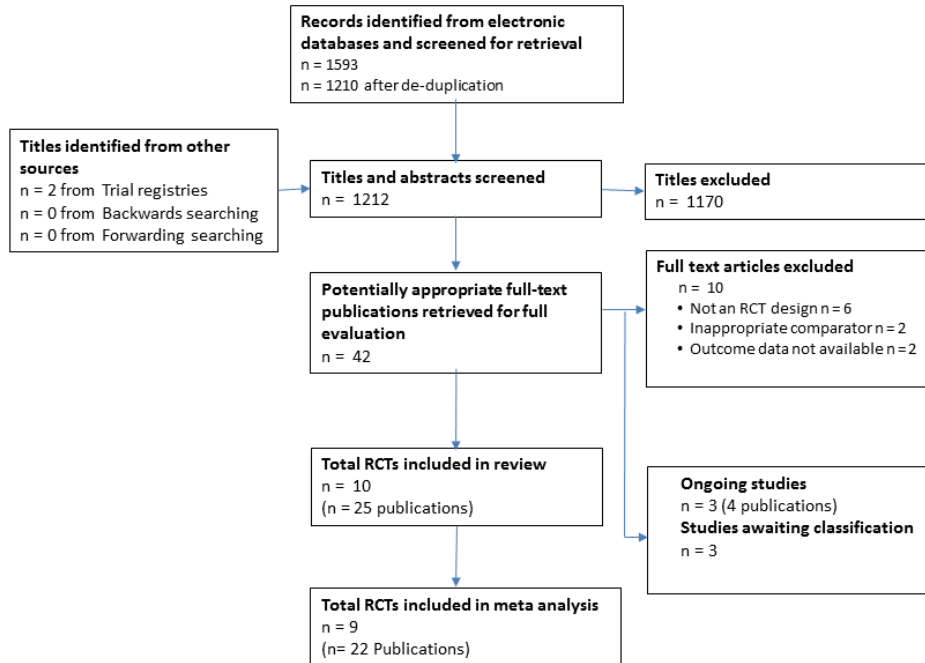 Records identified from electronic
databases and screened for retrieval
n = 1593
n = 1210 after de-duplication
Titles identified from other
sources
n = 2 from Trial registries
n = 0 from Backwards searching
n = 0 from Forwarding searching
Titles and abstracts screened
n = 1212
Titles excluded
n = 1170
Potentially appropriate full-text
publications retrieved for full
evaluation
n = 42
Full text articles excluded
n = 10
• Not an RCT design n = 6
• Inappropriate comparator n = 2
• Outcome data not available n = 2
Total RCTs included in review
n = 10
(n = 25 publications)
Ongoing studies
n = 3 (4 publications)
Studies awaiting classification
n = 3
Total RCTs included in meta analysis
n = 9
(n= 22 Publications)